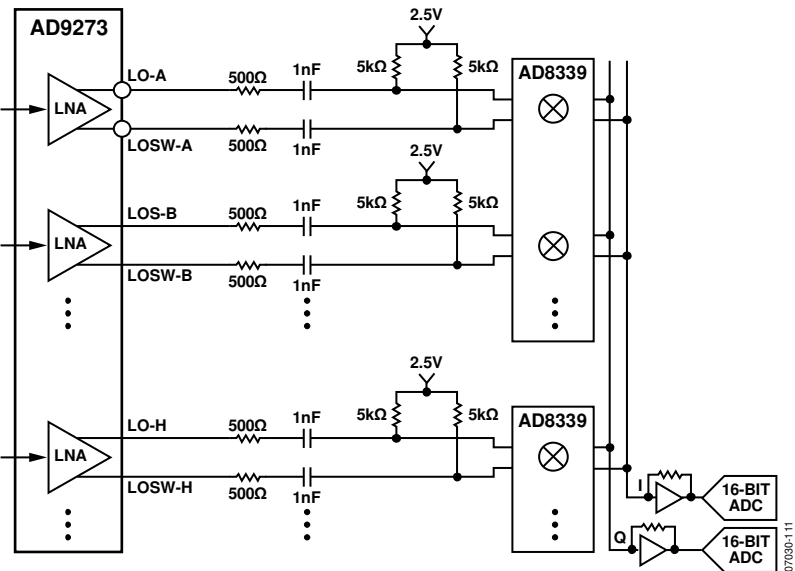 AD9273
2.5V
LNA
LO-A
500Ω
1nF
5kΩ
5kΩ
AD8339
LOSW-A
500Ω
1nF
2.5V
LNA
LOS-B
500Ω
1nF
5kΩ
5kΩ
LOSW-B
500Ω
1nF
2.5V
LNA
LO-H
500Ω
1nF
5kΩ
5kΩ
AD8339
LOSW-H
500Ω
1nF
I
16-BIT
ADC
Q
16-BIT
ADC
07030-111